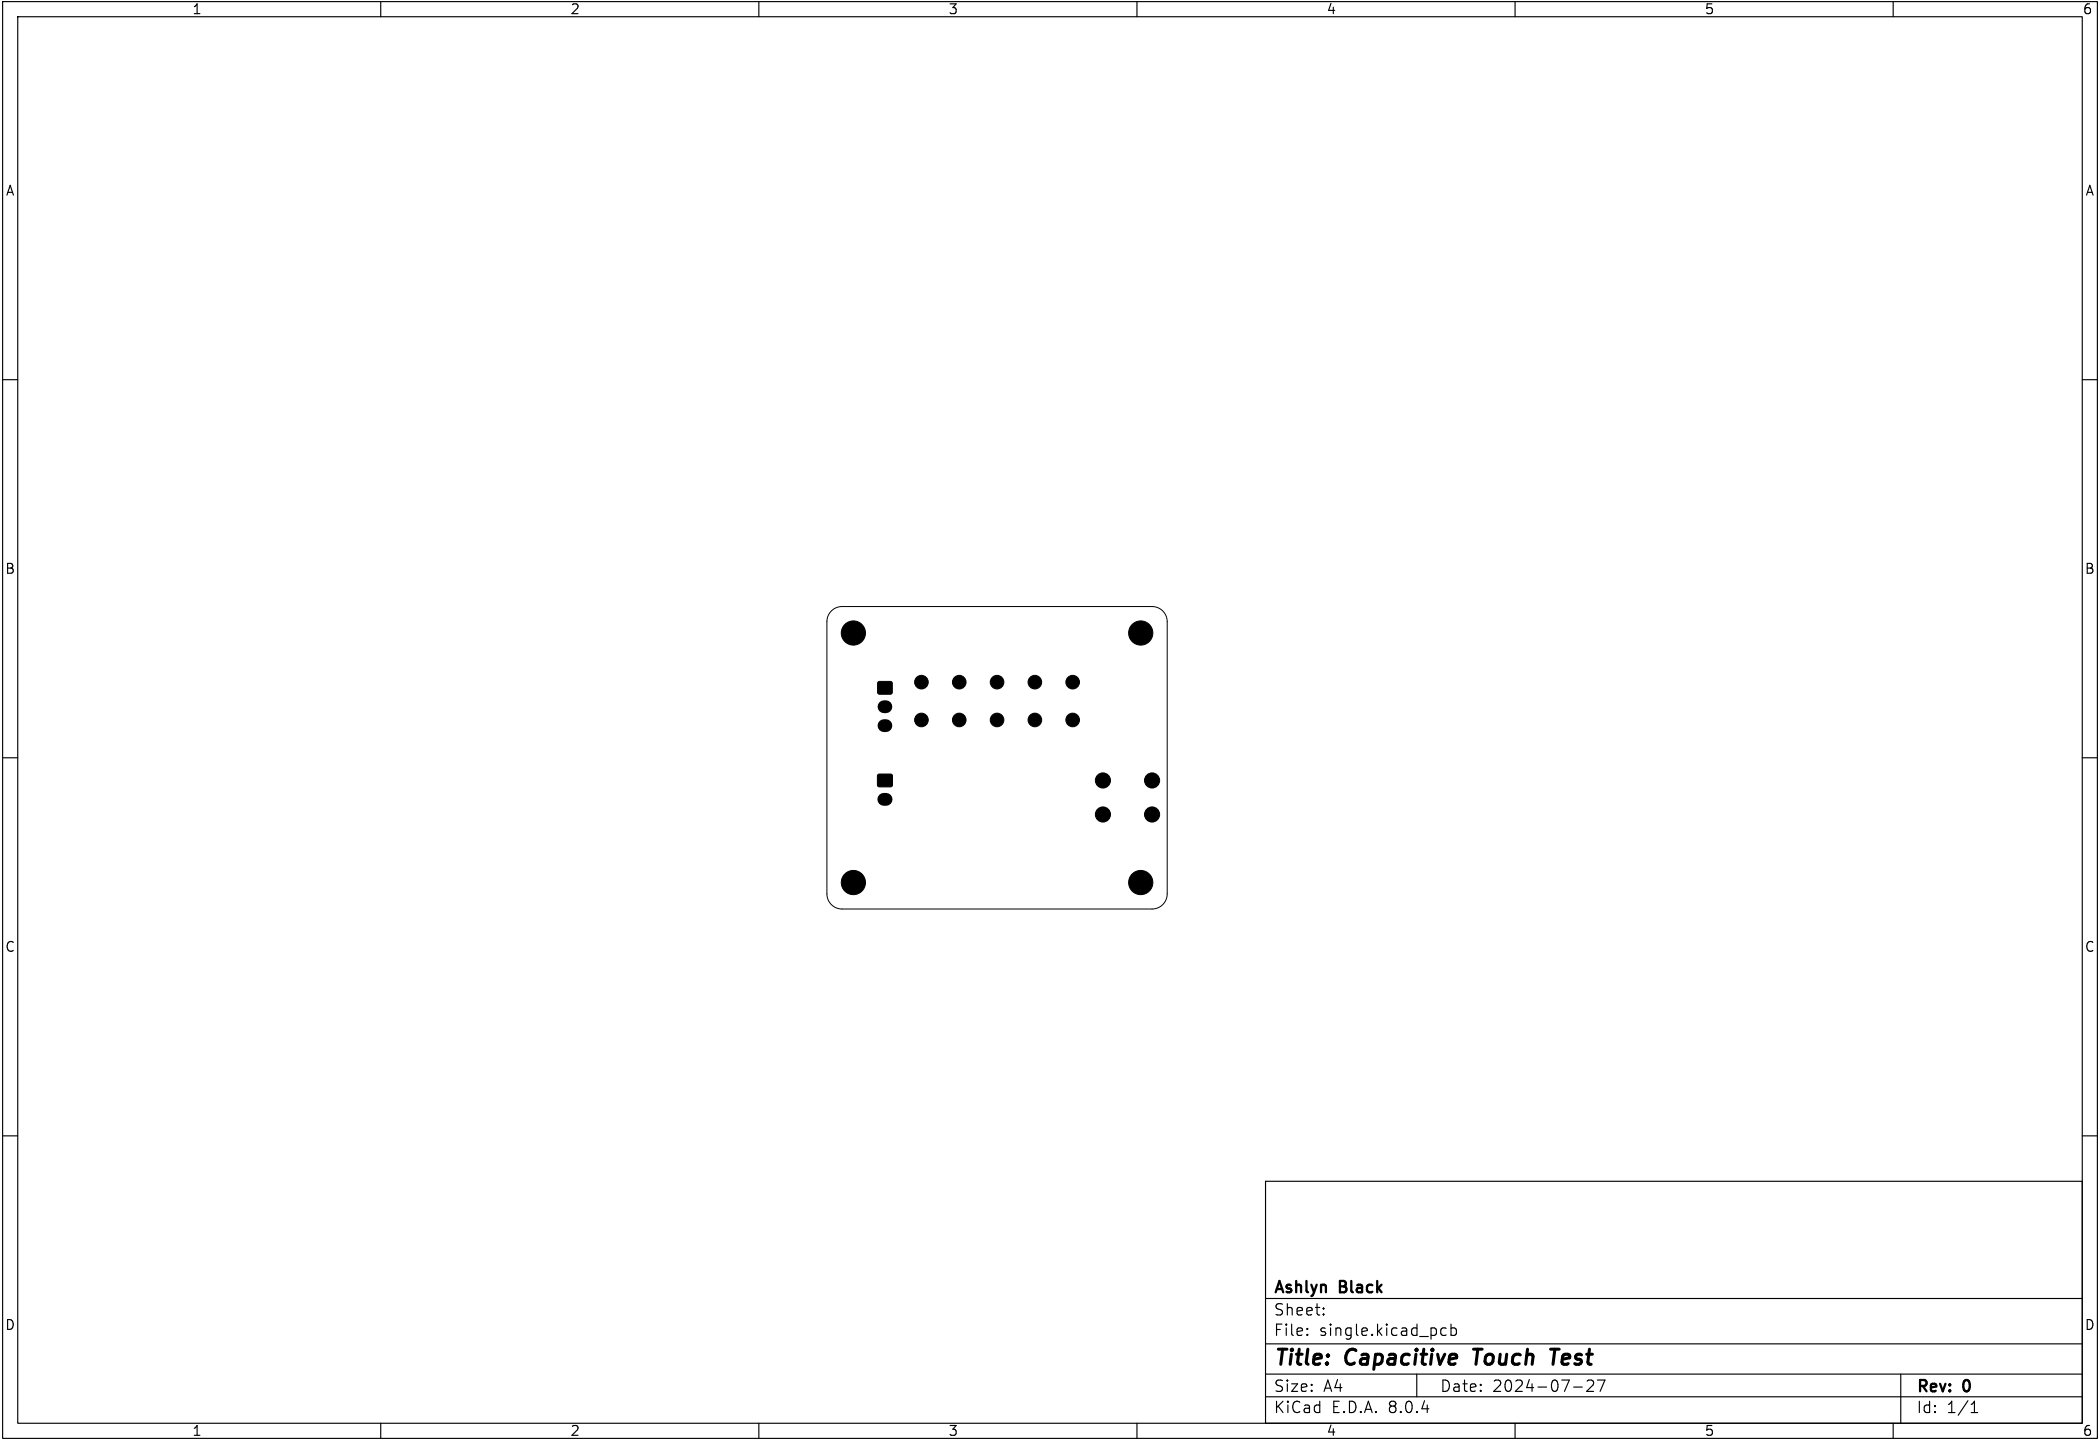 1 2 3 4 5 6
A A
B B
C C
Ashlyn Black
Sheet:
D File: single.kicad_pcb D
Title: Capacitive Touch Test
Size: A4 Date: 2024-07-27 Rev: 0
KiCad E.D.A. 8.0.4 Id: 1/1
1 2 3 4 5 6